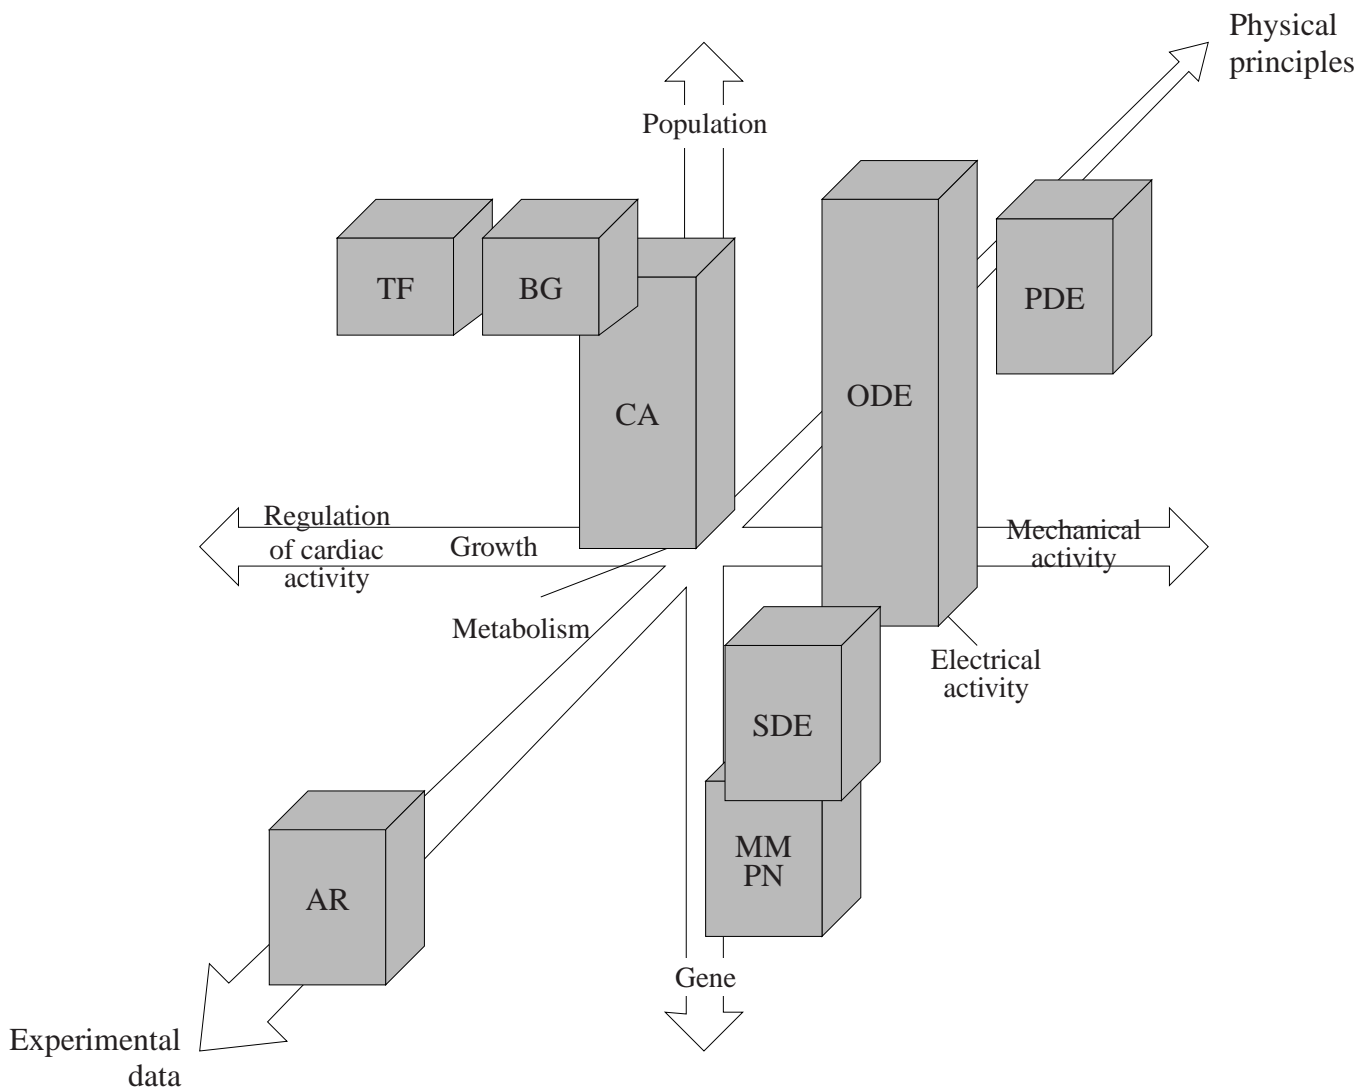 Physical
principles
Population
TF
BG
PDE
ODE
CA
Regulation
of cardiac
activity
Growth
Mechanical
activity
Metabolism
Electrical
activity
SDE
MM
PN
AR
Gene
Experimental
data